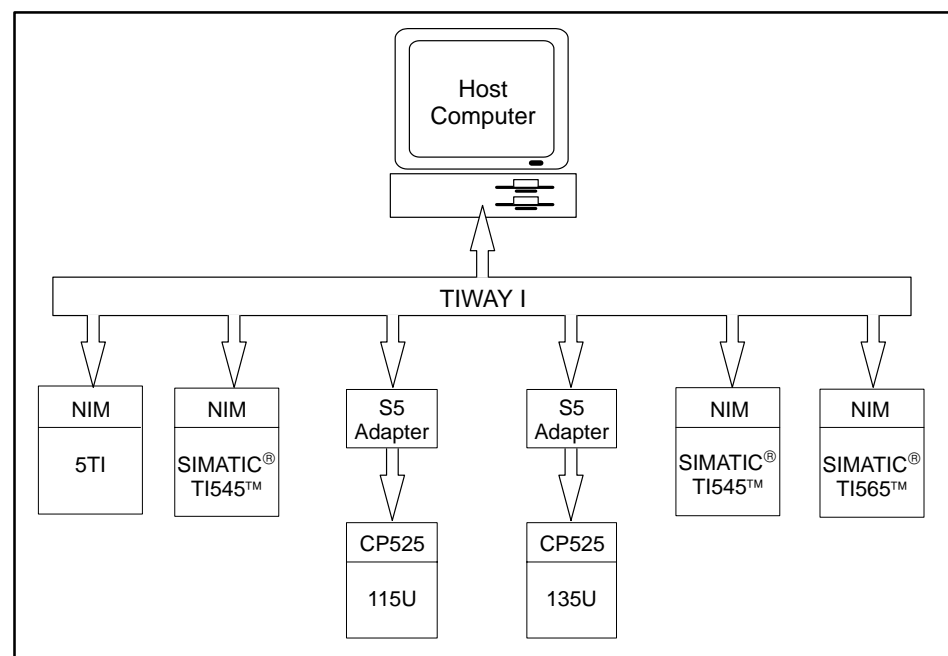 Host
Computer
TIWAY I
NIM
5TI
NIM
SIMATIC®
TI545™
S5
Adapter
CP525
115U
S5
Adapter
CP525
135U
NIM
SIMATIC®
TI545™
NIM
SIMATIC®
TI565™